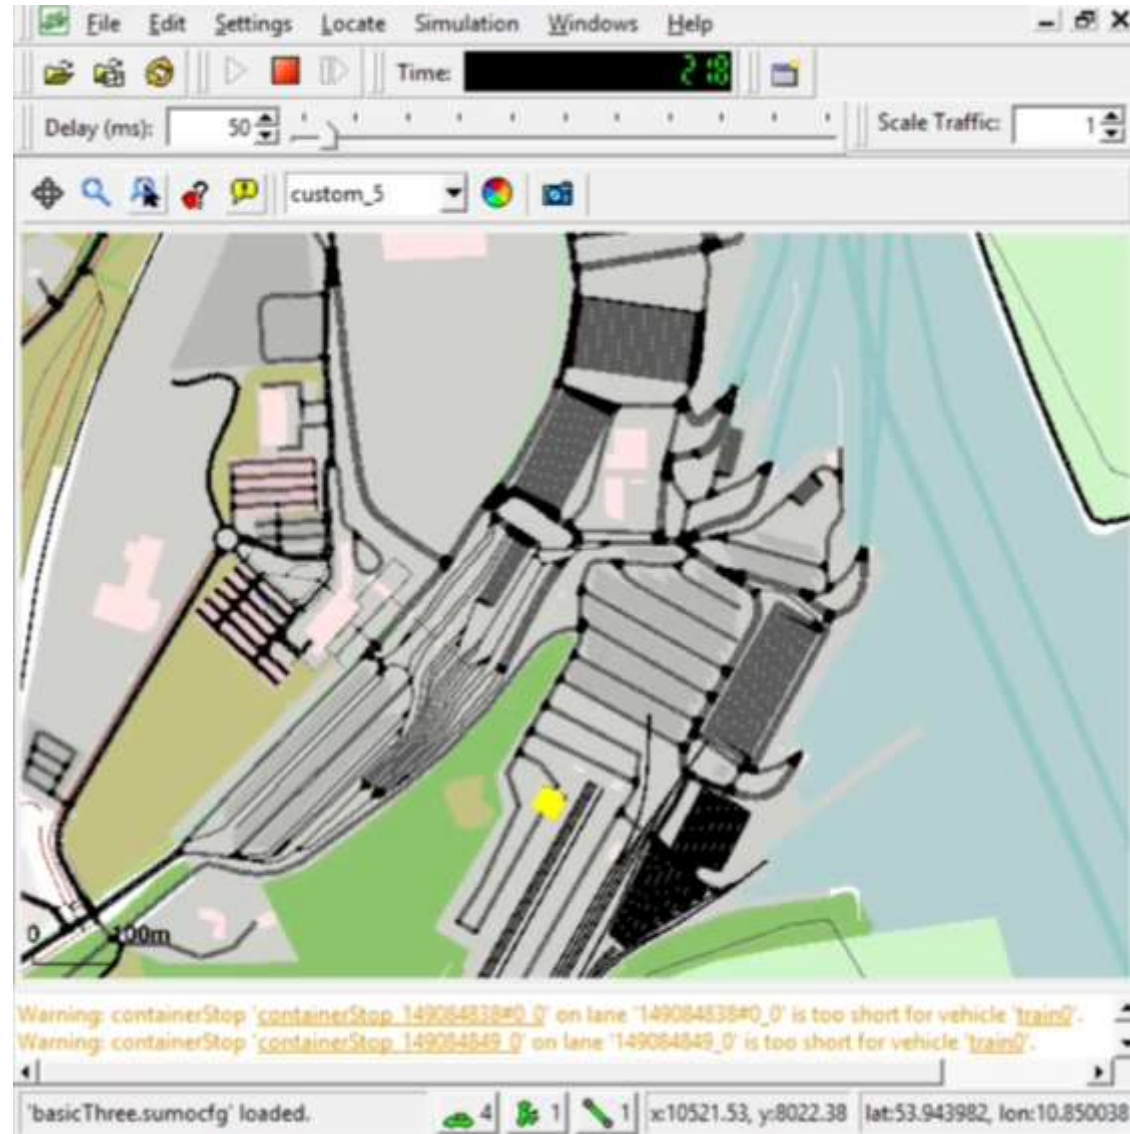 File Edit Settings Locate Simulation Windows Help
Time: 218
Delay (ms): 50 Scale Traffic: 1
custom_5
0 100m
Warning: containerStop 'containerStop_149084838#0_0' on lane '149084838#0_0' is too short for vehicle 'train0'.
Warning: containerStop 'containerStop_149084849_0' on lane '149084849_0' is too short for vehicle 'train0'.
'basicThree.sumocfg' loaded. 4 1 1 x:10521.53, y:8022.38 lat:53.943982, lon:10.850038